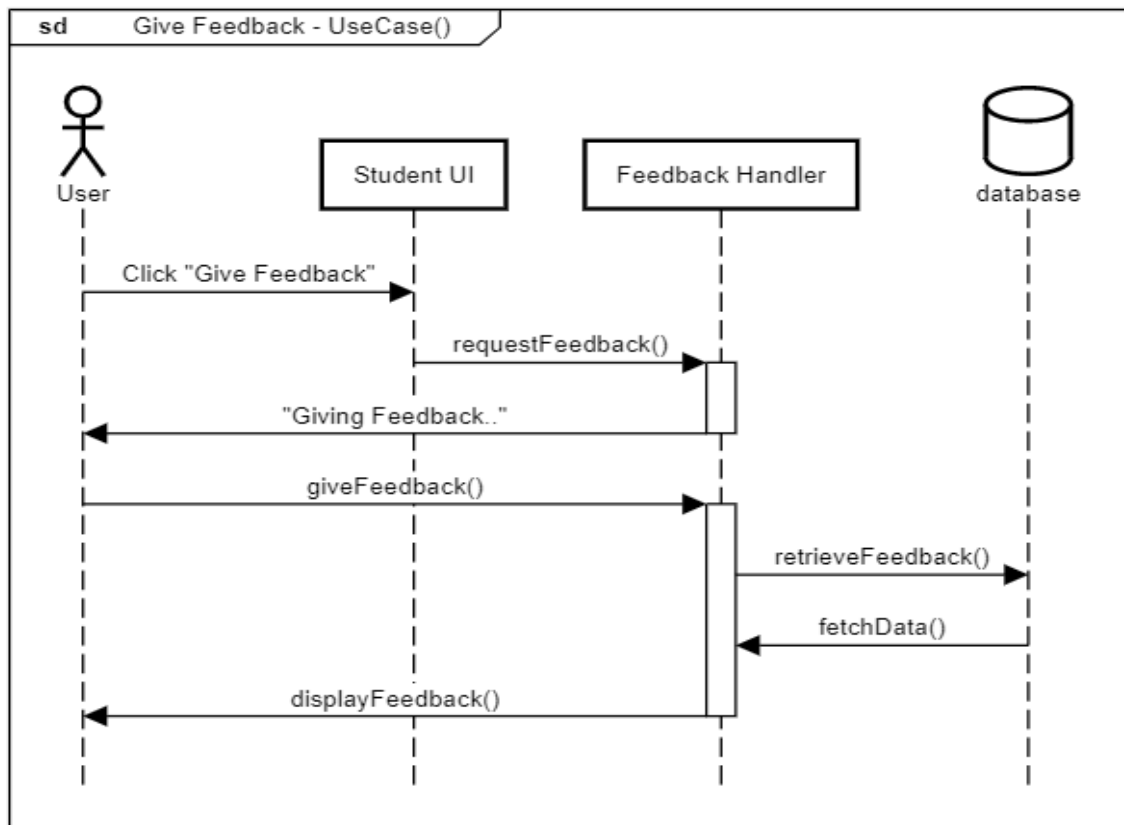 sd Give Feedback - UseCase()
User
Student UI
Feedback Handler
database
Click "Give Feedback"
requestFeedback()
"Giving Feedback.."
giveFeedback()
retrieveFeedback()
fetchData()
displayFeedback()